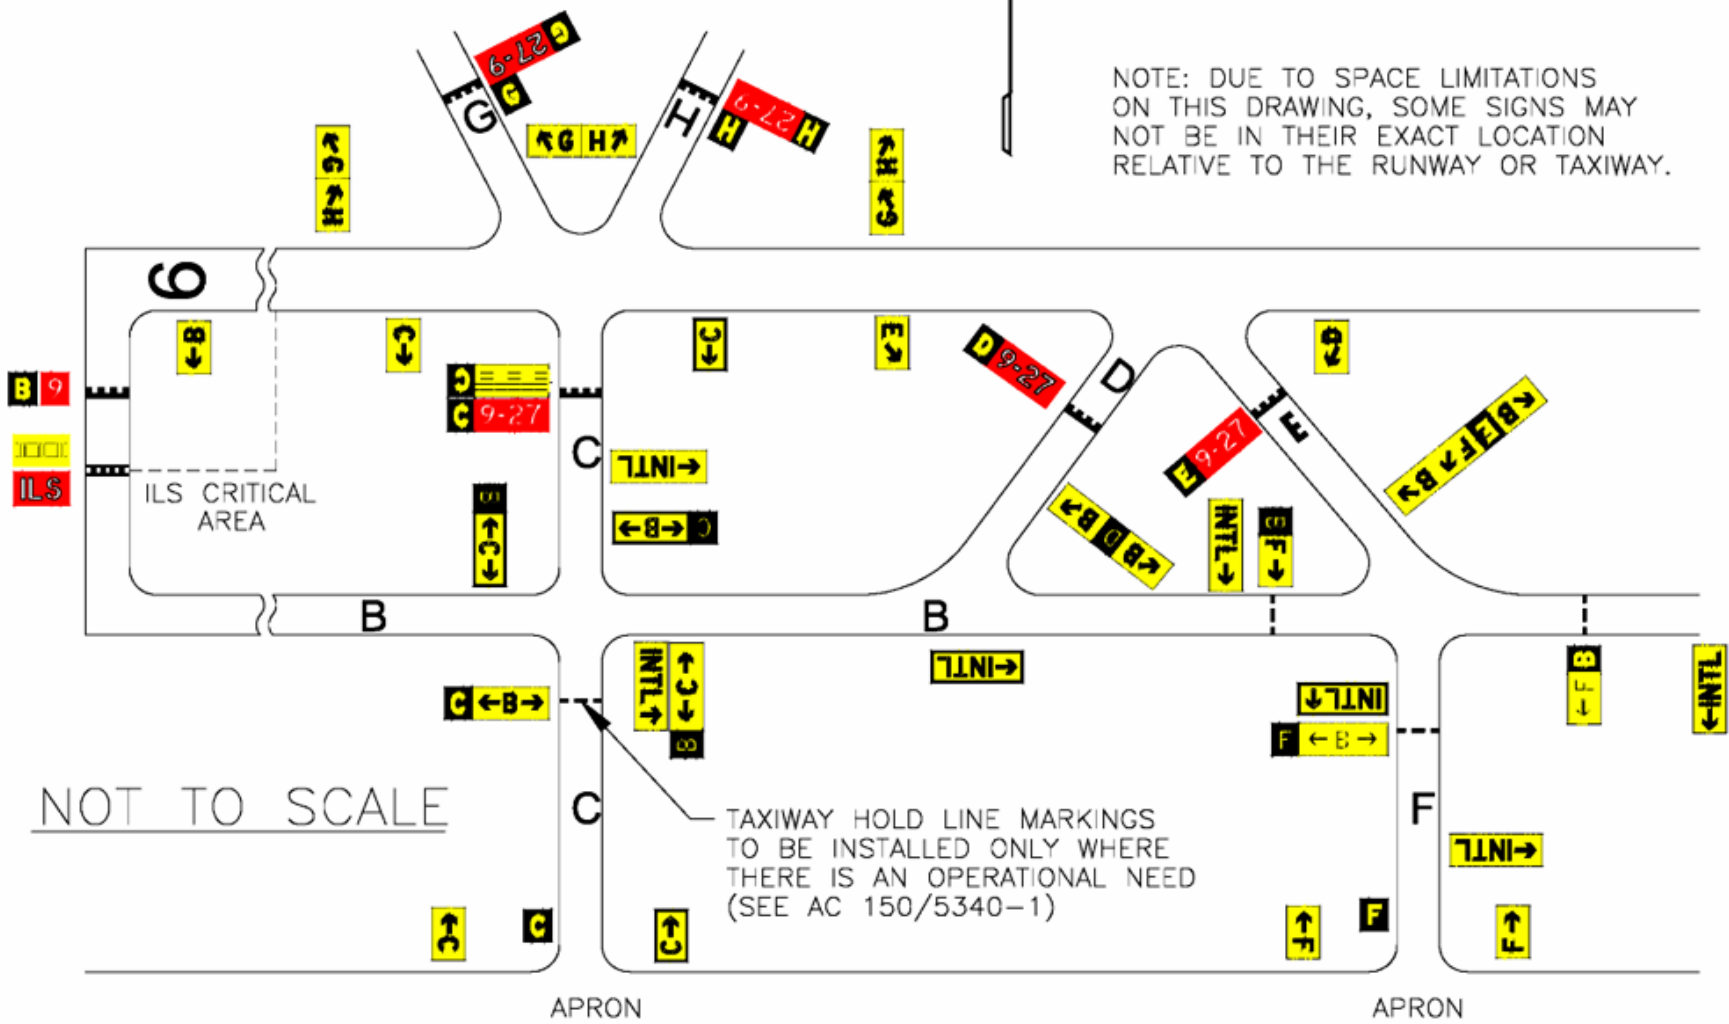 G
27-9
G
NOTE: DUE TO SPACE LIMITATIONS
ON THIS DRAWING, SOME SIGNS MAY
NOT BE IN THEIR EXACT LOCATION
RELATIVE TO THE RUNWAY OR TAXIWAY.
G
H
H
27-9
H
↖G H↗
↖G
↗H
↗H
↖G
9
B↓
C↓
C↓
E↘
D 9-27
D
D↙
B 9
C
C 9-27
C
INTL→
E 9-27
E
↖B E F↗ B↘
ILS
ILS CRITICAL
AREA
B ↑C↓
←B→ C
↖B D B↘
INTL↓
B F↓
B
B
INTL→
↑C↓ B
←INTL
C ←B→
INTL↓
F ←B→
B F↓
INTL↓
NOT TO SCALE
C
TAXIWAY HOLD LINE MARKINGS
TO BE INSTALLED ONLY WHERE
THERE IS AN OPERATIONAL NEED
(SEE AC 150/5340-1)
F
INTL→
↑C
C
↑C
↑F
F
↑F
APRON
APRON